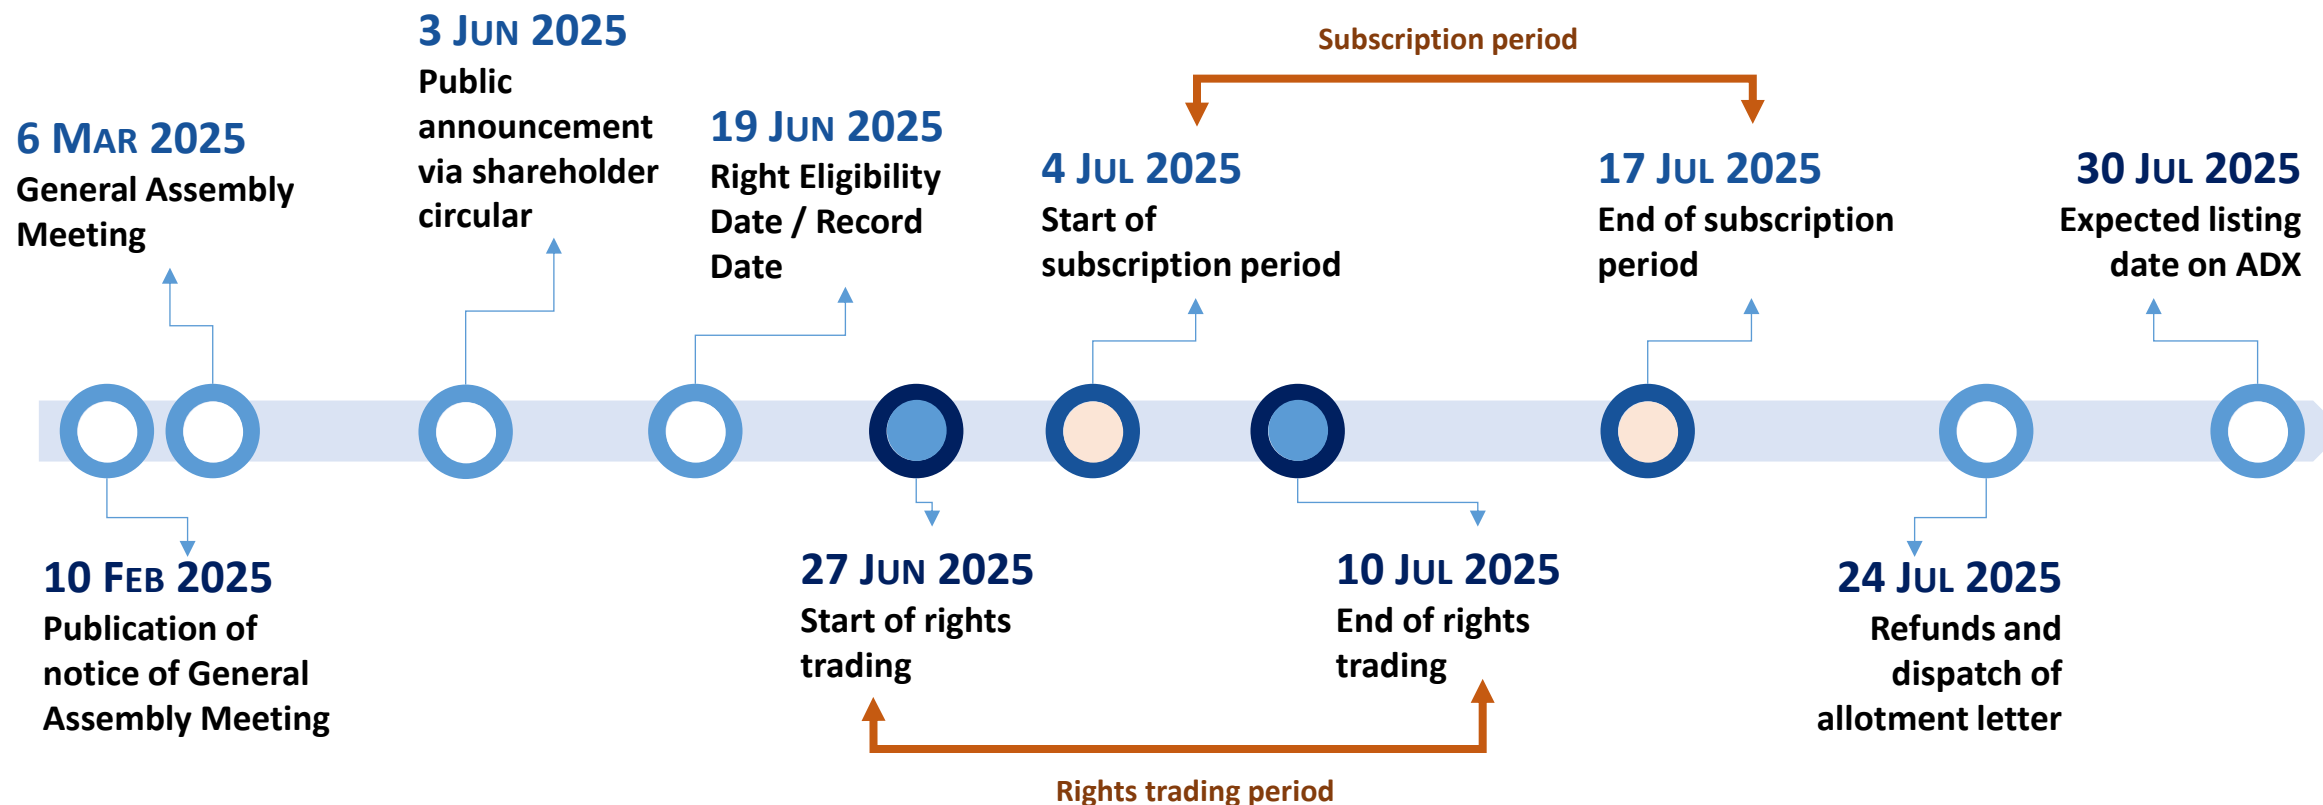 3 JUN 2025
Public
announcement
via shareholder
circular
Subscription period
6 MAR 2025
General Assembly
Meeting
19 JUN 2025
Right Eligibility
Date / Record
Date
4 JUL 2025
Start of
subscription period
17 JUL 2025
End of subscription
period
30 JUL 2025
Expected listing
date on ADX
10 FEB 2025
Publication of
notice of General
Assembly Meeting
27 JUN 2025
Start of rights
trading
10 JUL 2025
End of rights
trading
24 JUL 2025
Refunds and
dispatch of
allotment letter
Rights trading period